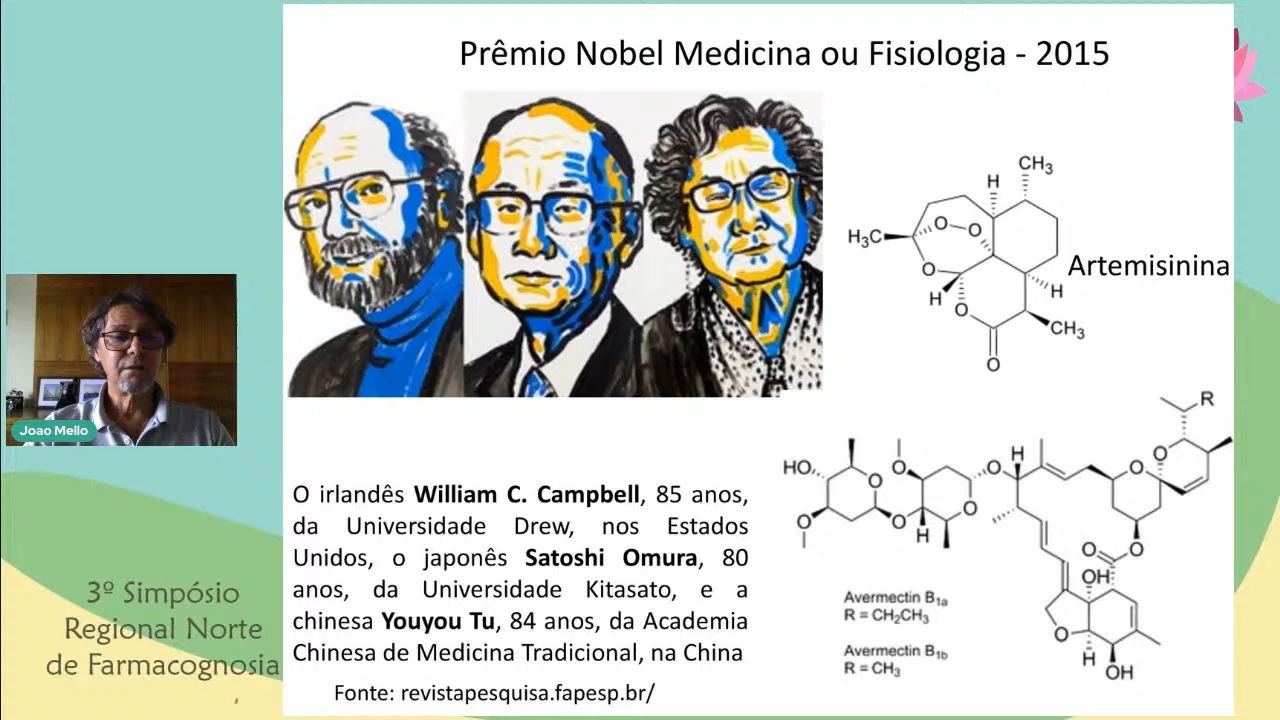 Prêmio Nobel Medicina ou Fisiologia - 2015
CH₃
H
H₃C
O
O
O
Artemisinina
H
H
O
CH₃
O
Joao Mello
O irlandês William C. Campbell, 85 anos,
da Universidade Drew, nos Estados
Unidos, o japonês Satoshi Omura, 80
anos, da Universidade Kitasato, e a
chinesa Youyou Tu, 84 anos, da Academia
Chinesa de Medicina Tradicional, na China
Fonte: revistapesquisa.fapesp.br/
R
HO
O
O
O
H
O
O
O
O
O
H
O
O
OH
O
H
OH
Avermectin B₁ₐ
R = CH₂CH₃
Avermectin B₁b
R = CH₃
3º Simpósio
Regional Norte
de Farmacognosia